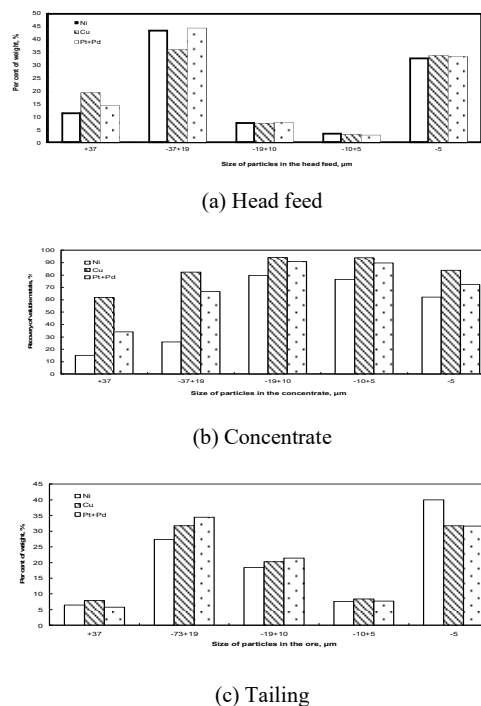 Per cent of weight, %
50
45
40
35
30
25
20
15
10
5
0
Ni
Cu
Pt+Pd
+37
-37+19
-19+10
-10+5
-5
Size of particles in the head feed, µm
(a) Head feed
Recovery of valuable metals, %
100
90
80
70
60
50
40
30
20
10
0
Ni
Cu
Pt+Pd
+37
-37+19
-19+10
-10+5
-5
Size of particles in the concentrate, µm
(b) Concentrate
Per cent of weight, %
45
40
35
30
25
20
15
10
5
0
Ni
Cu
Pt+Pd
+37
-73+19
-19+10
-10+5
-5
Size of particles in the ore, µm
(c) Tailing